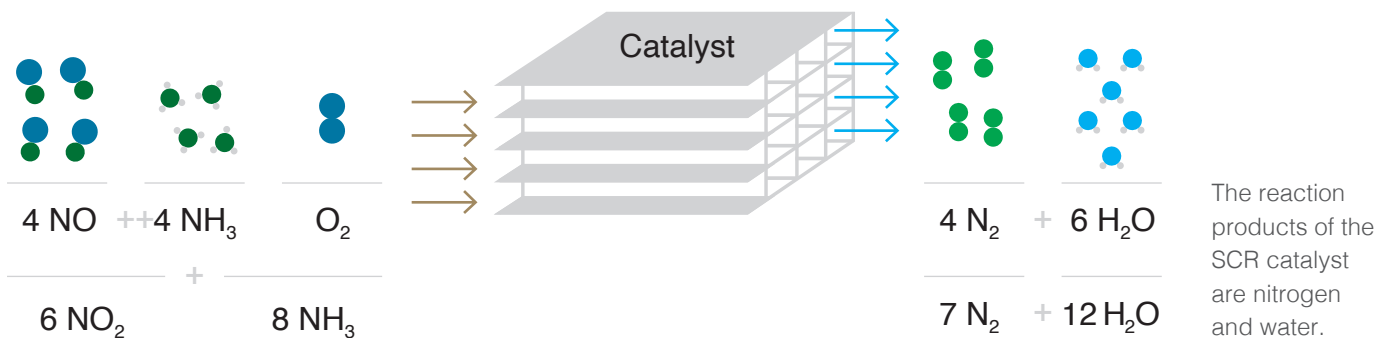 Catalyst
4 NO ++4 NH₃ O₂
4 N₂ + 6 H₂O
+
6 NO₂ 8 NH₃
7 N₂ + 12 H₂O
The reaction
products of the
SCR catalyst
are nitrogen
and water.